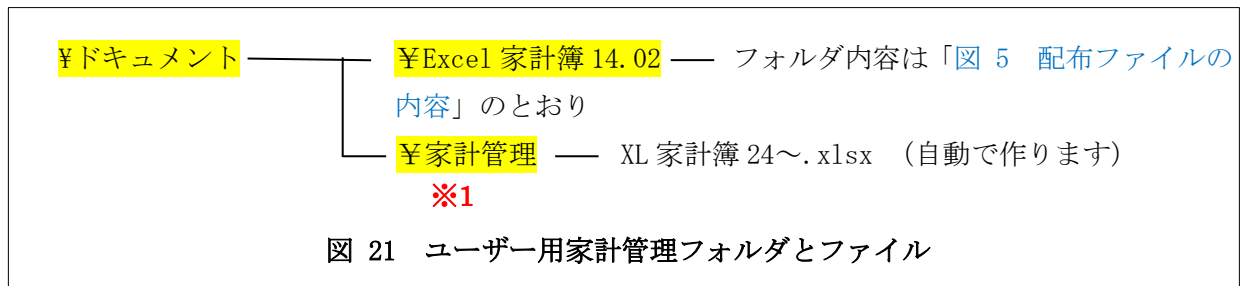 ¥ドキュメント ¥Excel 家計簿 14.02 フォルダ内容は「図 5 配布ファイルの
内容」のとおり
¥家計管理 XL 家計簿 24～.xlsx (自動で作ります)
※1
図 21 ユーザー用家計管理フォルダとファイル